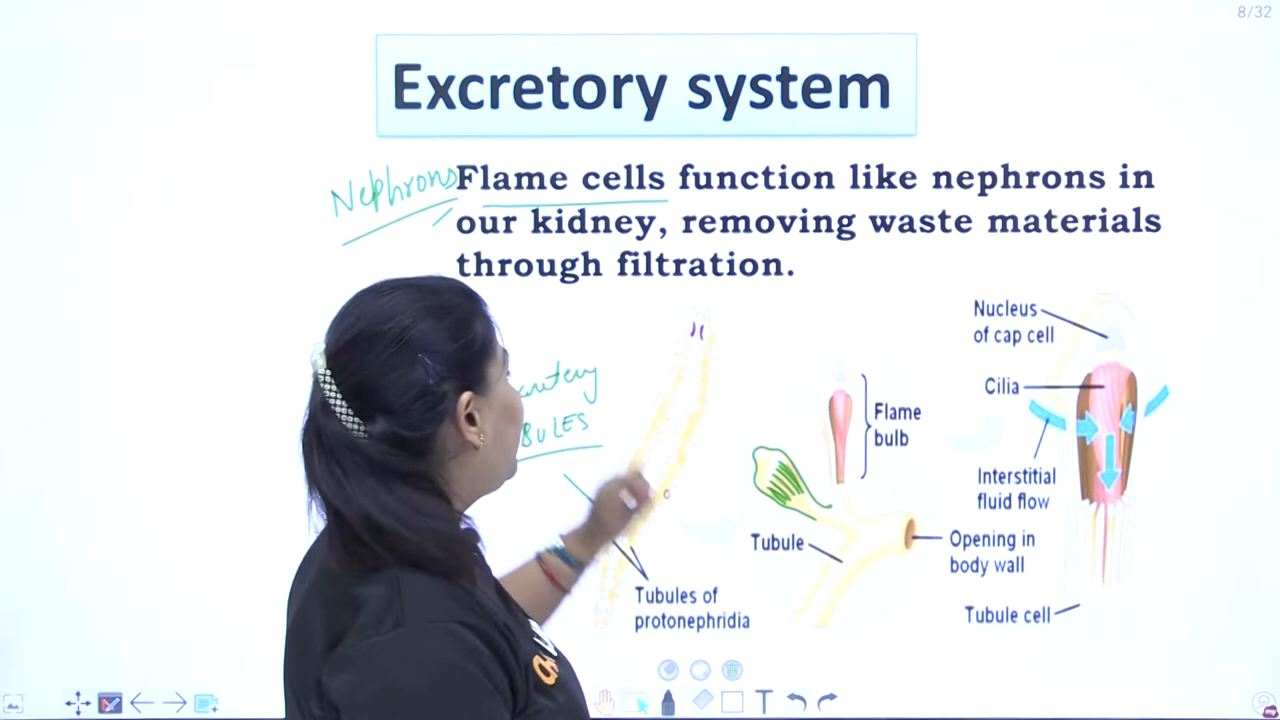 8/32
Excretory system
Nephrons
Flame cells function like nephrons in
our kidney, removing waste materials
through filtration.
Nucleus
of cap cell
Cilia
Flame
bulb
Interstitial
fluid flow
Tubule
Opening in
body wall
Tubules of
protonephridia
Tubule cell
T